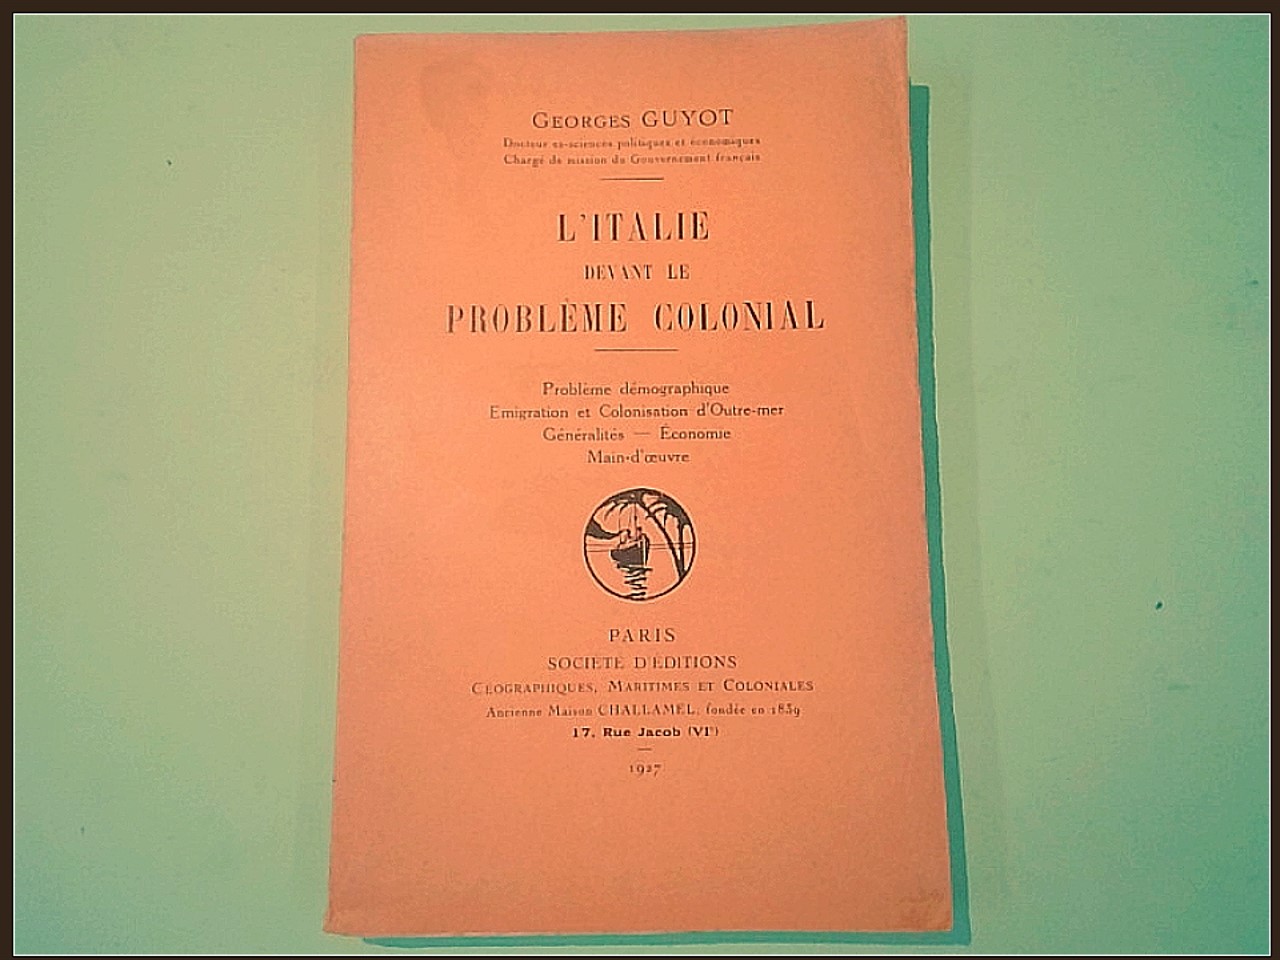 GEORGES GUYOT
Docteur es-sciences politiques et économiques
Chargé de mission du Gouvernement français
L'ITALIE
DEVANT LE
PROBLÈME COLONIAL
Problème démographique
Emigration et Colonisation d'Outre-mer
Généralités — Économie
Main-d'œuvre
PARIS
SOCIÉTÉ D'ÉDITIONS
GÉOGRAPHIQUES, MARITIMES ET COLONIALES
Ancienne Maison CHALLAMEL, fondée en 1839
17, Rue Jacob (VIe)
1927